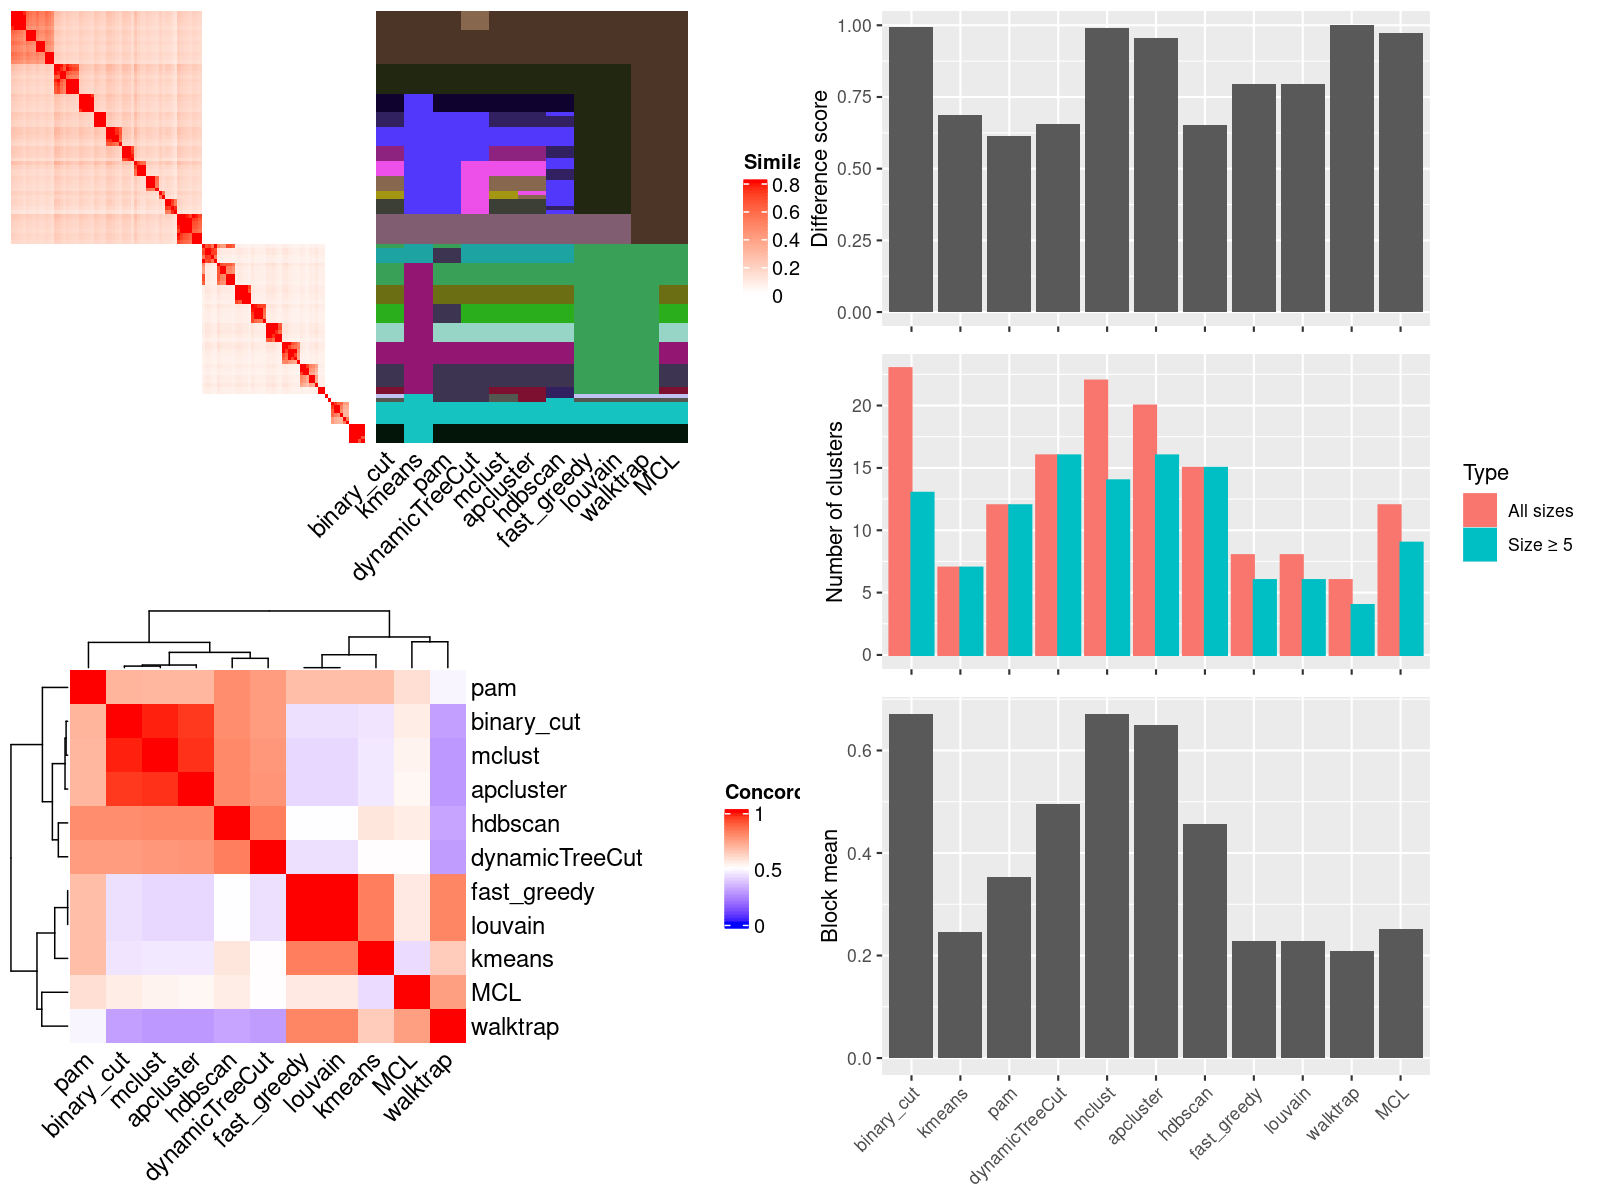 Simila
0.8
0.6
0.4
0.2
0
binary_cut
kmeans
pam
dynamicTreeCut
mclust
apcluster
hdbscan
fast_greedy
louvain
walktrap
MCL
Difference score
1.00
0.75
0.50
0.25
0.00
Number of clusters
20
15
10
5
0
Type
All sizes
Size ≥ 5
pam
binary_cut
mclust
apcluster
hdbscan
dynamicTreeCut
fast_greedy
louvain
kmeans
MCL
walktrap
pam
binary_cut
mclust
apcluster
hdbscan
dynamicTreeCut
fast_greedy
louvain
kmeans
MCL
walktrap
Concord
1
0.5
0
Block mean
0.6
0.4
0.2
0.0
binary_cut
kmeans
pam
dynamicTreeCut
mclust
apcluster
hdbscan
fast_greedy
louvain
walktrap
MCL